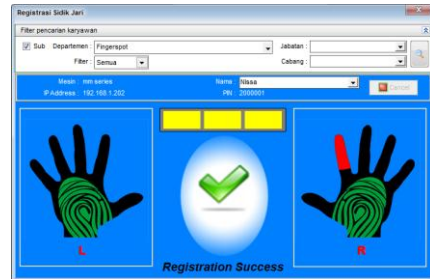 Registrasi Sidik Jari
Filter pencarian karyawan
Sub Departemen : Fingerspot Jabatan :
Filter : Semua Cabang :
Mesin : mm series Nama : Nissa
IP Address : 192.168.1.202 PIN : 2000001
Cancel
L
R
Registration Success